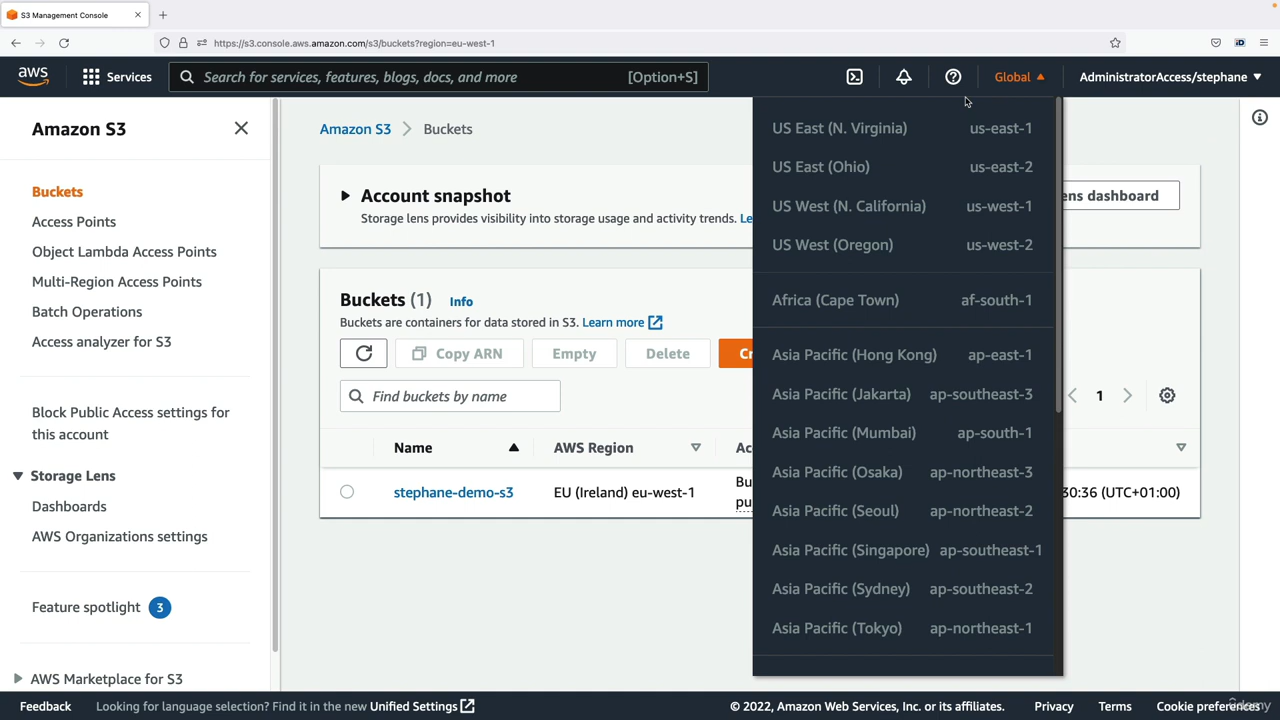 S3 Management Console
https://s3.console.aws.amazon.com/s3/buckets?region=eu-west-1
aws
Services
Search for services, features, blogs, docs, and more
[Option+S]
Global
AdministratorAccess/stephane
Amazon S3
Buckets
Access Points
Object Lambda Access Points
Multi-Region Access Points
Batch Operations
Access analyzer for S3
Block Public Access settings for
this account
Storage Lens
Dashboards
AWS Organizations settings
Feature spotlight 3
AWS Marketplace for S3
Amazon S3 > Buckets
Account snapshot
Storage lens provides visibility into storage usage and activity trends. Le
ens dashboard
Buckets (1) Info
Buckets are containers for data stored in S3. Learn more
Copy ARN
Empty
Delete
Cr
Find buckets by name
1
Name
AWS Region
Ac
stephane-demo-s3
EU (Ireland) eu-west-1
Bu
pu
30:36 (UTC+01:00)
US East (N. Virginia) us-east-1
US East (Ohio) us-east-2
US West (N. California) us-west-1
US West (Oregon) us-west-2
Africa (Cape Town) af-south-1
Asia Pacific (Hong Kong) ap-east-1
Asia Pacific (Jakarta) ap-southeast-3
Asia Pacific (Mumbai) ap-south-1
Asia Pacific (Osaka) ap-northeast-3
Asia Pacific (Seoul) ap-northeast-2
Asia Pacific (Singapore) ap-southeast-1
Asia Pacific (Sydney) ap-southeast-2
Asia Pacific (Tokyo) ap-northeast-1
Feedback
Looking for language selection? Find it in the new Unified Settings
© 2022, Amazon Web Services, Inc. or its affiliates.
Privacy
Terms
Cookie preferences
Udemy